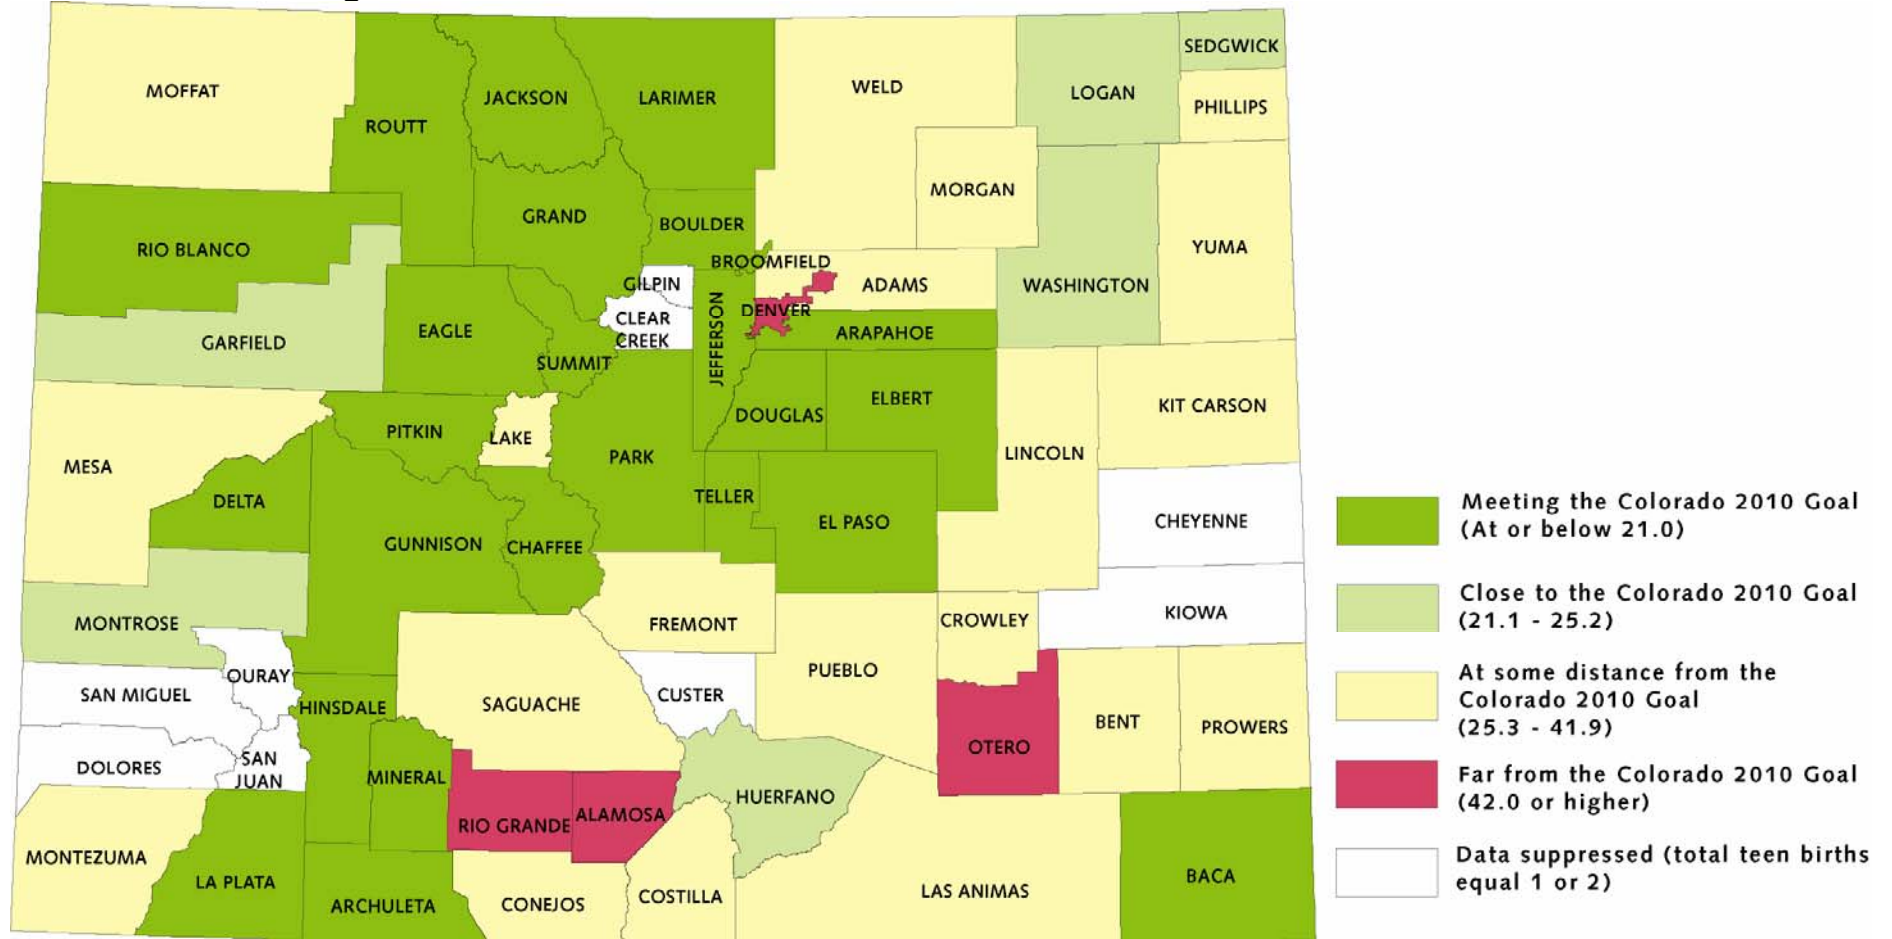 MOFFAT
ROUTT
JACKSON
LARIMER
WELD
LOGAN
SEDGWICK
PHILLIPS
MORGAN
GRAND
BOULDER
RIO BLANCO
YUMA
BROOMFIELD
GILPIN
ADAMS
WASHINGTON
DENVER
CLEAR
CREEK
JEFFERSON
ARAPAHOE
GARFIELD
EAGLE
SUMMIT
ELBERT
DOUGLAS
KIT CARSON
PITKIN
LAKE
LINCOLN
PARK
MESA
DELTA
TELLER
EL PASO
CHEYENNE
GUNNISON
CHAFFEE
KIOWA
CROWLEY
MONTROSE
FREMONT
PUEBLO
OURAY
SAN MIGUEL
CUSTER
HINSDALE
SAGUACHE
BENT
PROWERS
OTERO
SAN
JUAN
DOLORES
MINERAL
HUERFANO
ALAMOSA
RIO GRANDE
MONTEZUMA
LA PLATA
ARCHULETA
CONEJOS
COSTILLA
LAS ANIMAS
BACA
Meeting the Colorado 2010 Goal
(At or below 21.0)
Close to the Colorado 2010 Goal
(21.1 - 25.2)
At some distance from the
Colorado 2010 Goal
(25.3 - 41.9)
Far from the Colorado 2010 Goal
(42.0 or higher)
Data suppressed (total teen births
equal 1 or 2)